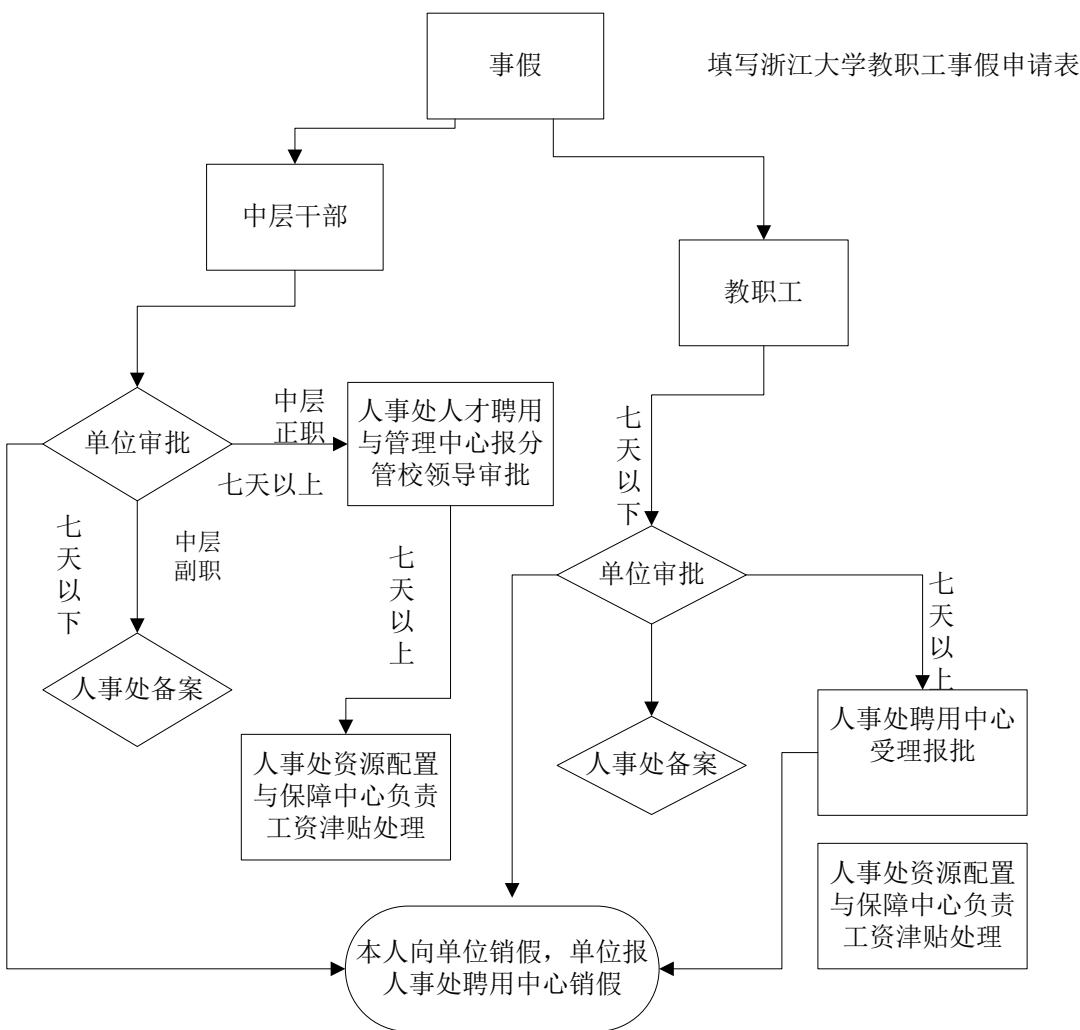 事假
填写浙江大学教职工事假申请表
中层干部
教职工
单位审批
中层
正职
七天以上
人事处人才聘用
与管理中心报分
管校领导审批
七天以下
七天以下
中层
副职
七天以上
单位审批
七天以上
人事处备案
人事处资源配置
与保障中心负责
工资津贴处理
人事处备案
人事处聘用中心
受理报批
人事处资源配置
与保障中心负责
工资津贴处理
本人向单位销假，单位报
人事处聘用中心销假